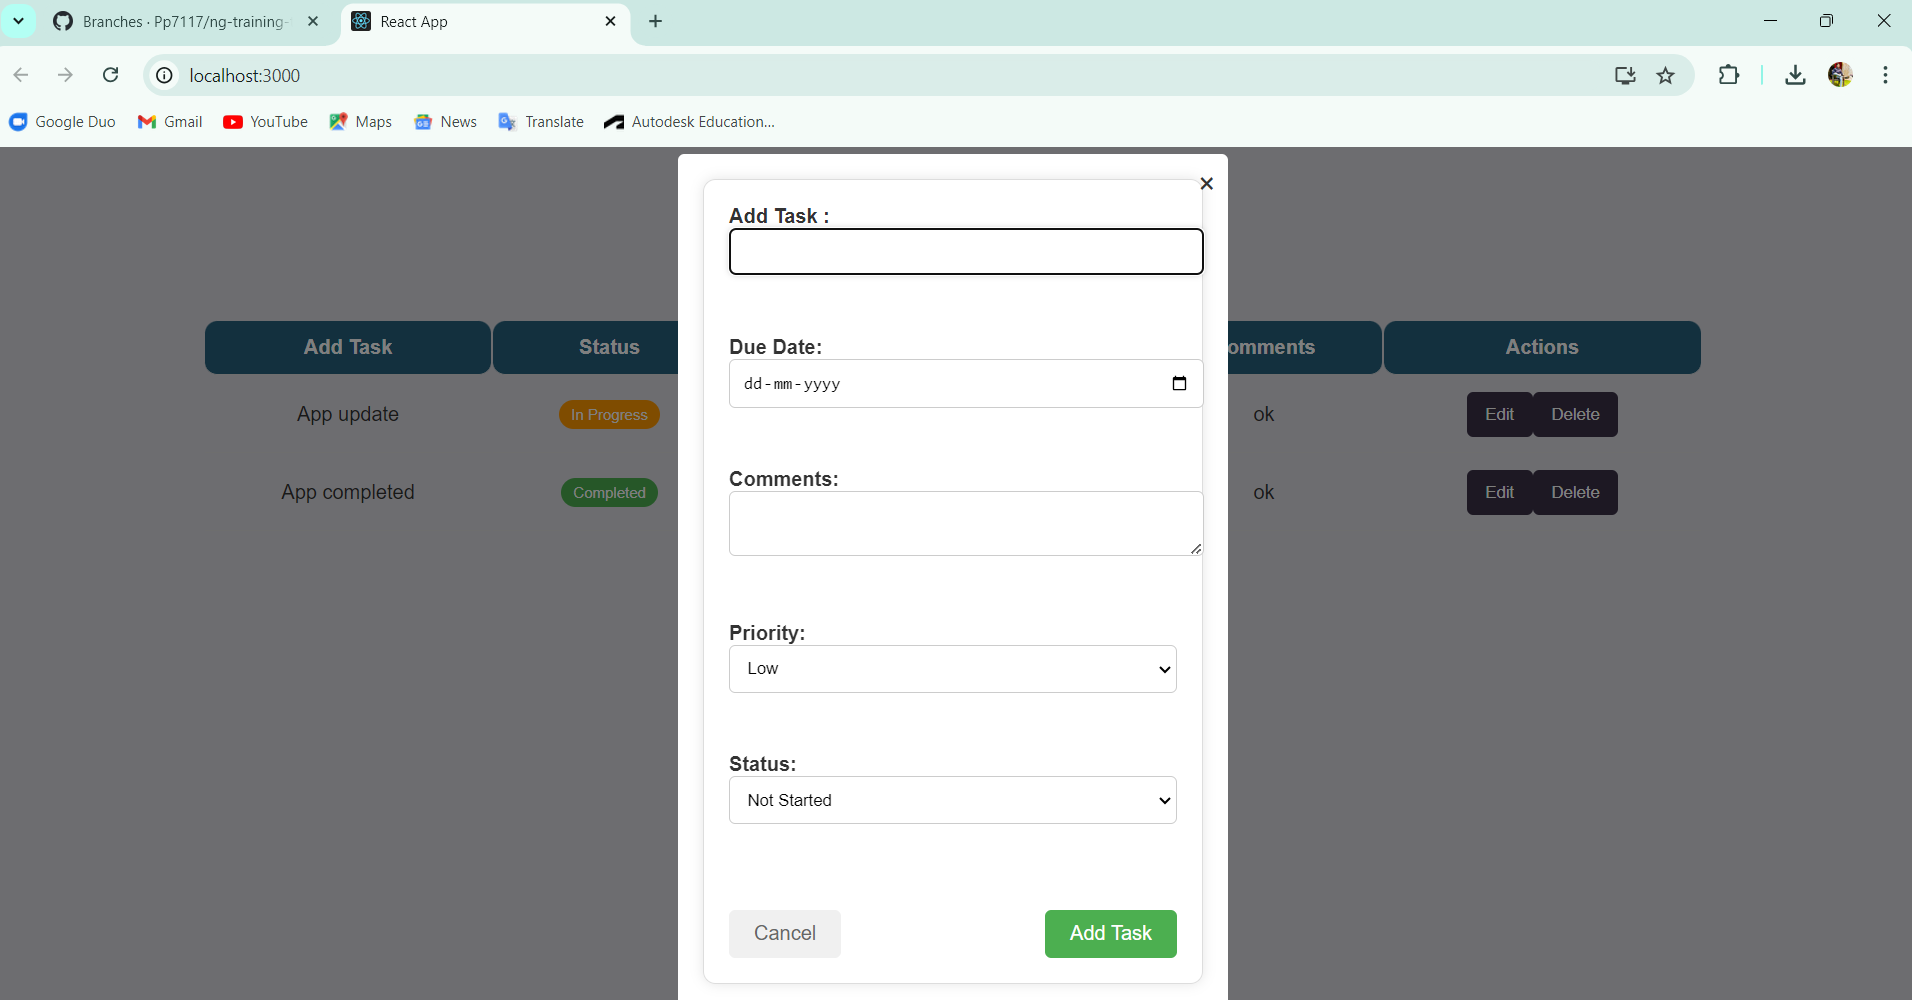 Branches · Pp7117/ng-training-
React App
localhost:3000
Google Duo
Gmail
YouTube
Maps
News
Translate
Autodesk Education...
Add Task :
Due Date:
dd-mm-yyyy
Comments:
Priority:
Low
Status:
Not Started
Cancel
Add Task
Add Task
Status
omments
Actions
App update
In Progress
ok
Edit
Delete
App completed
Completed
ok
Edit
Delete